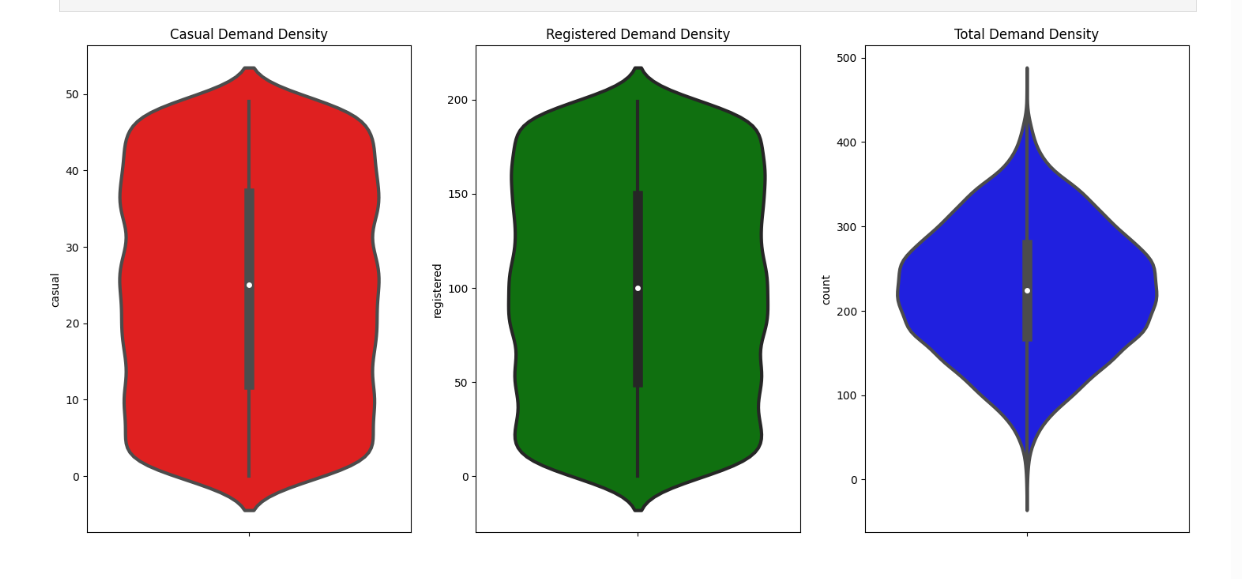 Casual Demand Density
50
40
30
20
10
0
casual
Registered Demand Density
200
150
100
50
0
registered
Total Demand Density
500
400
300
200
100
0
count